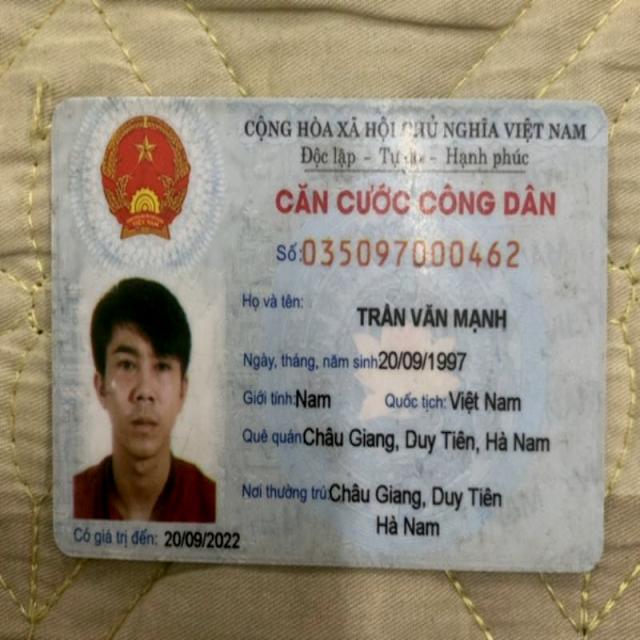 CỘNG HÒA XÃ HỘI CHỦ NGHĨA VIỆT NAM
Độc lập - Tự do - Hạnh phúc
CĂN CƯỚC CÔNG DÂN
Số: 035097000462
Họ và tên:
TRẦN VĂN MẠNH
Ngày, tháng, năm sinh: 20/09/1997
Giới tính: Nam Quốc tịch: Việt Nam
Quê quán: Châu Giang, Duy Tiên, Hà Nam
Nơi thường trú: Châu Giang, Duy Tiên
Hà Nam
Có giá trị đến: 20/09/2022